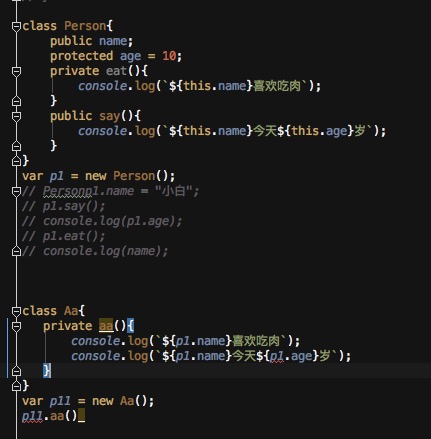 class Person{
public name;
protected age = 10;
private eat(){
console.log(`${this.name}喜欢吃肉`);
}
public say(){
console.log(`${this.name}今天${this.age}岁`);
}
}
var p1 = new Person();
// Personp1.name = "小白";
// p1.say();
// console.log(p1.age);
// p1.eat();
// console.log(name);
class Aa{
private aa(){
console.log(`${p1.name}喜欢吃肉`);
console.log(`${p1.name}今天${p1.age}岁`);
}
}
var p11 = new Aa();
p11.aa()